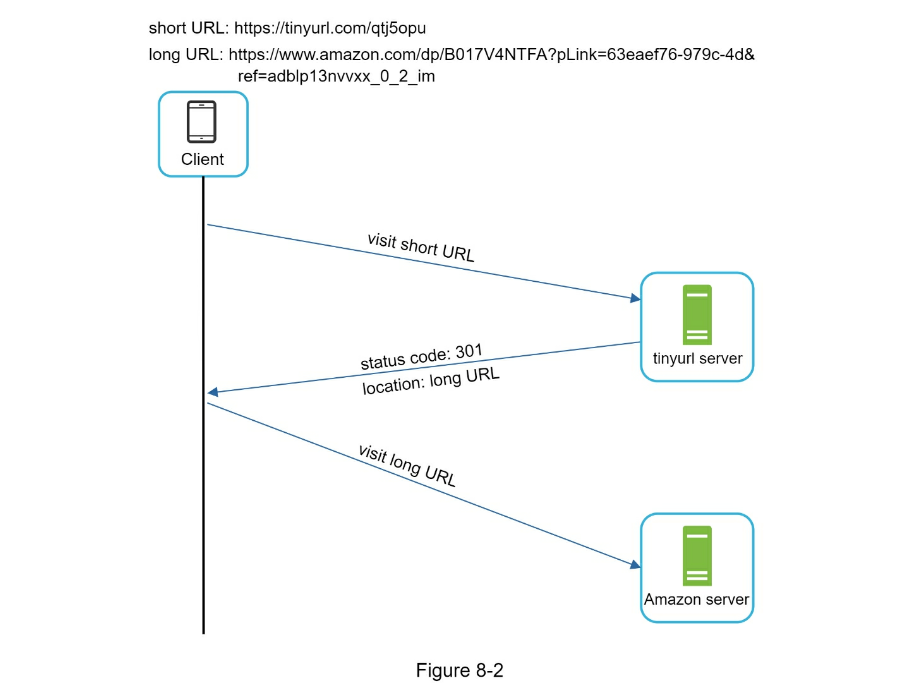 short URL: https://tinyurl.com/qtj5opu
long URL: https://www.amazon.com/dp/B017V4NTFA?pLink=63eaef76-979c-4d&
ref=adblp13nvvxx_0_2_im
Client
visit short URL
tinyurl server
status code: 301
location: long URL
visit long URL
Amazon server
Figure 8-2